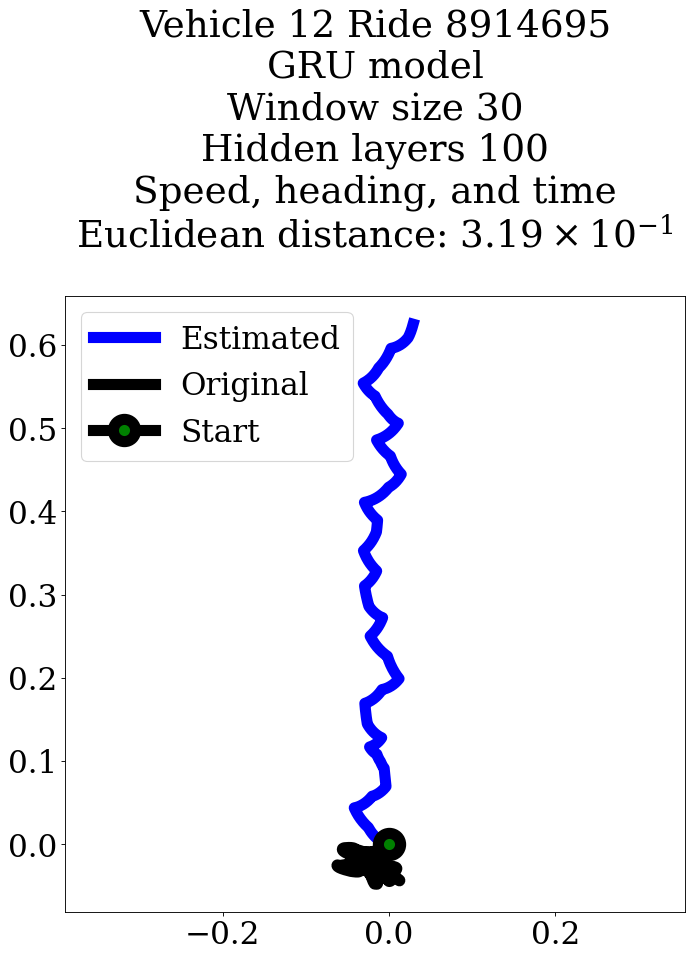 Vehicle 12 Ride 8914695
GRU model
Window size 30
Hidden layers 100
Speed, heading, and time
Euclidean distance: 3.19 × 10⁻¹
Estimated
Original
Start
0.6
0.5
0.4
0.3
0.2
0.1
0.0
−0.2 0.0 0.2